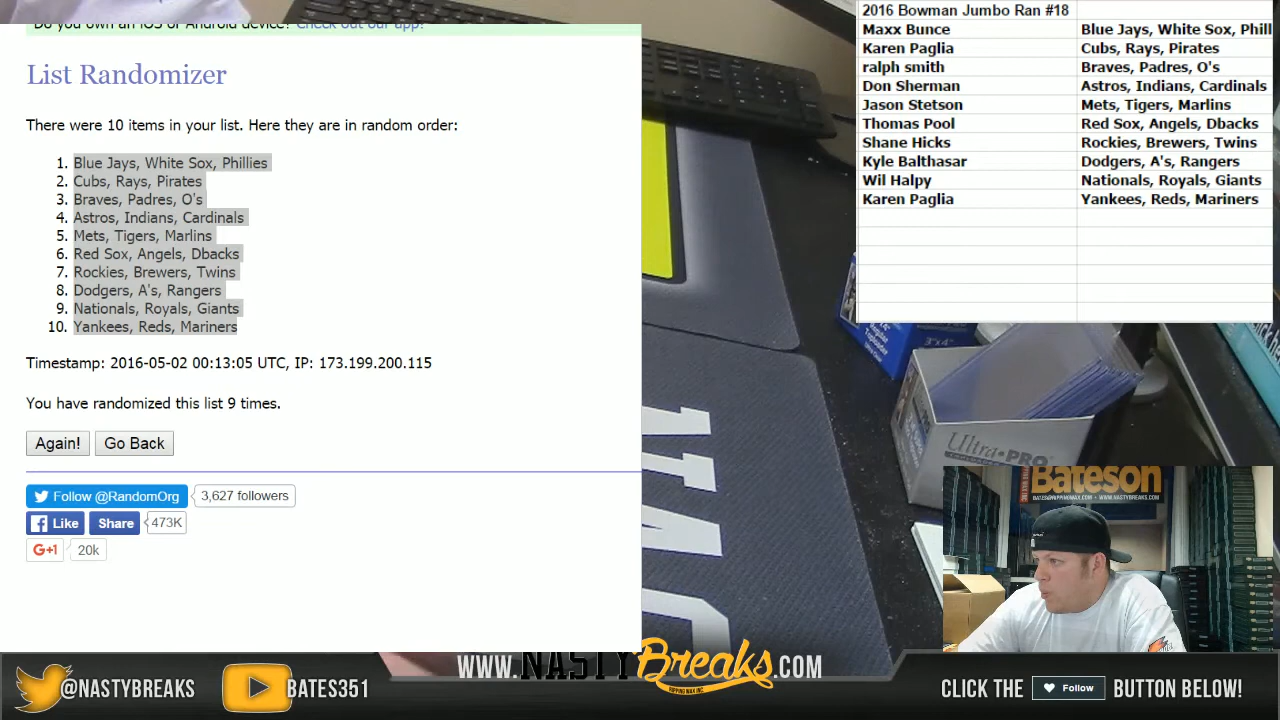 Do you own an iOS or Android device? Check out our app!
List Randomizer
There were 10 items in your list. Here they are in random order:
1. Blue Jays, White Sox, Phillies
2. Cubs, Rays, Pirates
3. Braves, Padres, O's
4. Astros, Indians, Cardinals
5. Mets, Tigers, Marlins
6. Red Sox, Angels, Dbacks
7. Rockies, Brewers, Twins
8. Dodgers, A's, Rangers
9. Nationals, Royals, Giants
10. Yankees, Reds, Mariners
Timestamp: 2016-05-02 00:13:05 UTC, IP: 173.199.200.115
You have randomized this list 9 times.
Again! Go Back
Follow @RandomOrg 3,627 followers
Like Share 473K
G+1 20k
2016 Bowman Jumbo Ran #18
Maxx Bunce Blue Jays, White Sox, Phill
Karen Paglia Cubs, Rays, Pirates
ralph smith Braves, Padres, O's
Don Sherman Astros, Indians, Cardinals
Jason Stetson Mets, Tigers, Marlins
Thomas Pool Red Sox, Angels, Dbacks
Shane Hicks Rockies, Brewers, Twins
Kyle Balthasar Dodgers, A's, Rangers
Wil Halpy Nationals, Royals, Giants
Karen Paglia Yankees, Reds, Mariners
3"x4"
Ultra·PRO
Bateson
@NASTYBREAKS
BATES351
WWW.NASTYBreaks.COM
RIPPING WAX INC.
CLICK THE Follow BUTTON BELOW!